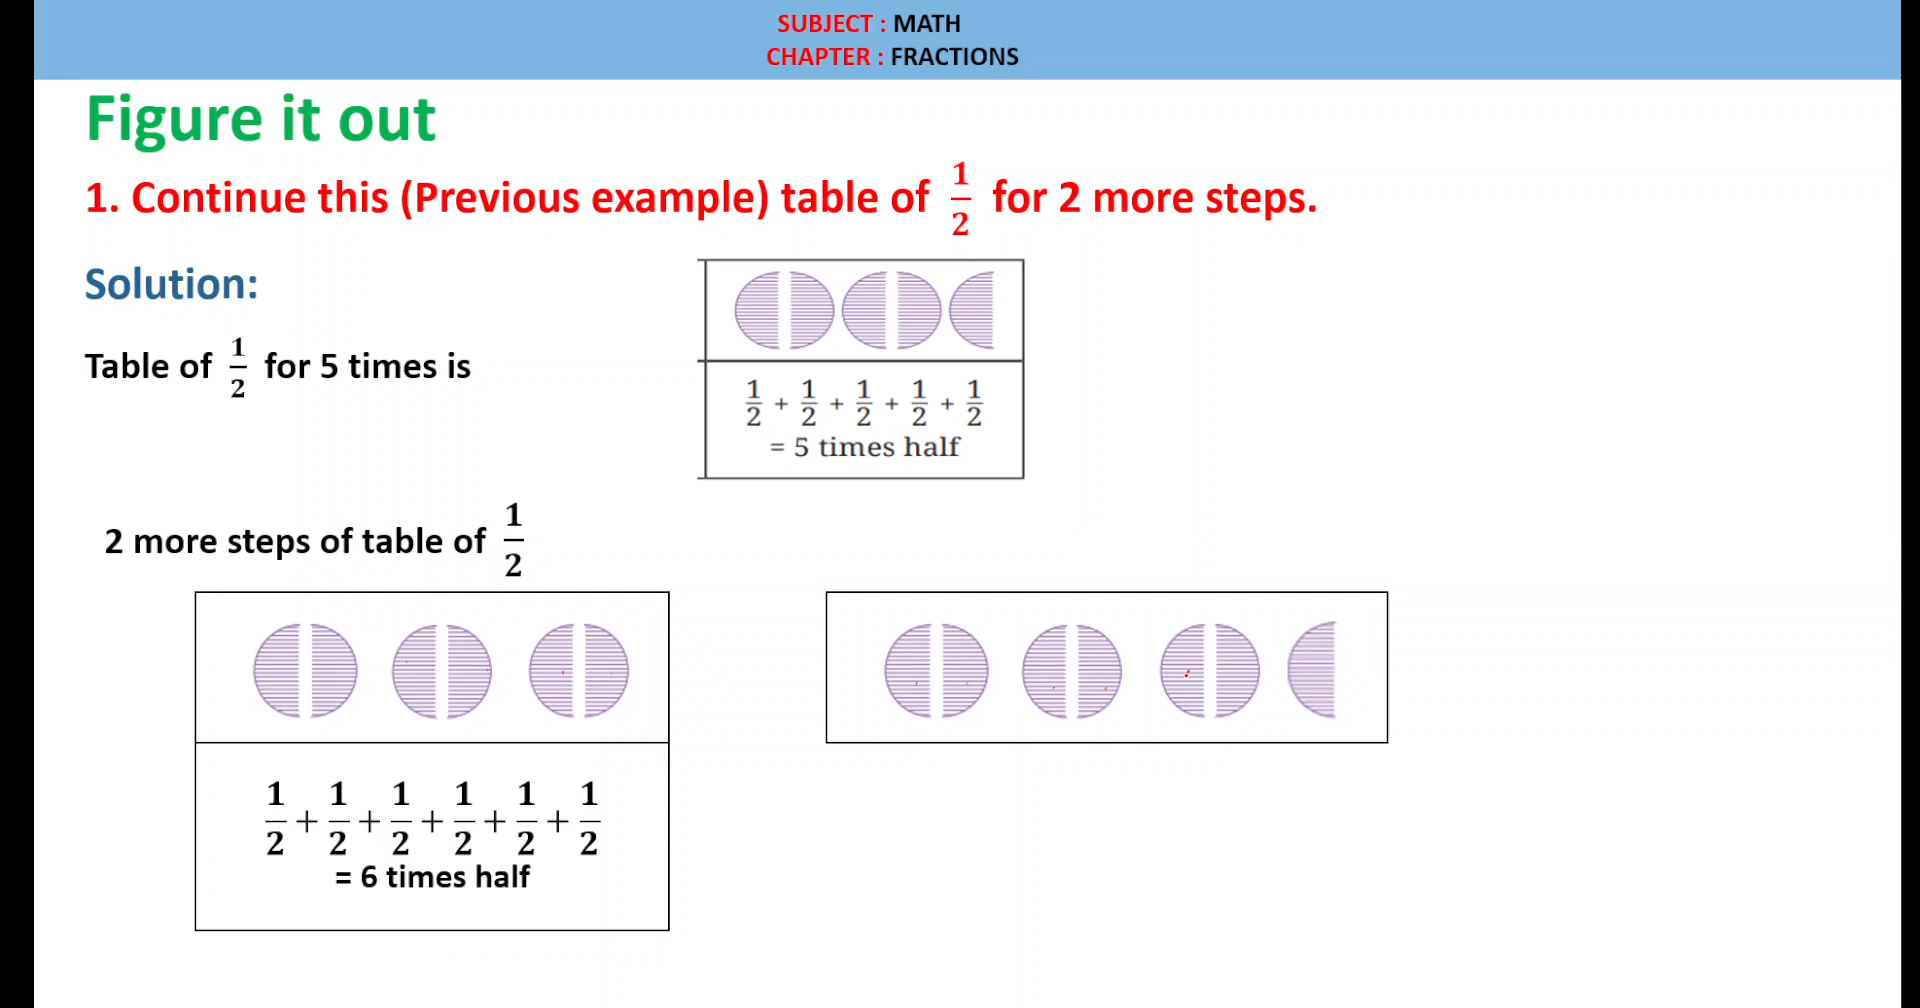 SUBJECT : MATH
CHAPTER : FRACTIONS
Figure it out
1. Continue this (Previous example) table of 1/2 for 2 more steps.
Solution:
Table of 1/2 for 5 times is
1/2 + 1/2 + 1/2 + 1/2 + 1/2
= 5 times half
2 more steps of table of 1/2
1/2 + 1/2 + 1/2 + 1/2 + 1/2 + 1/2
= 6 times half